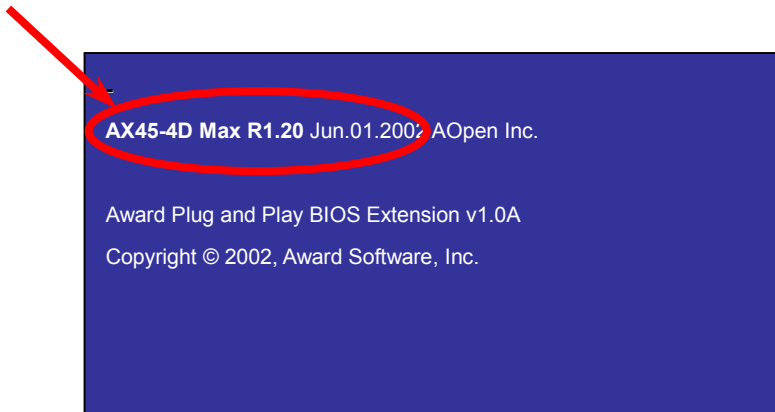 AX45-4D Max R1.20 Jun.01.2002 AOpen Inc.
Award Plug and Play BIOS Extension v1.0A
Copyright © 2002, Award Software, Inc.